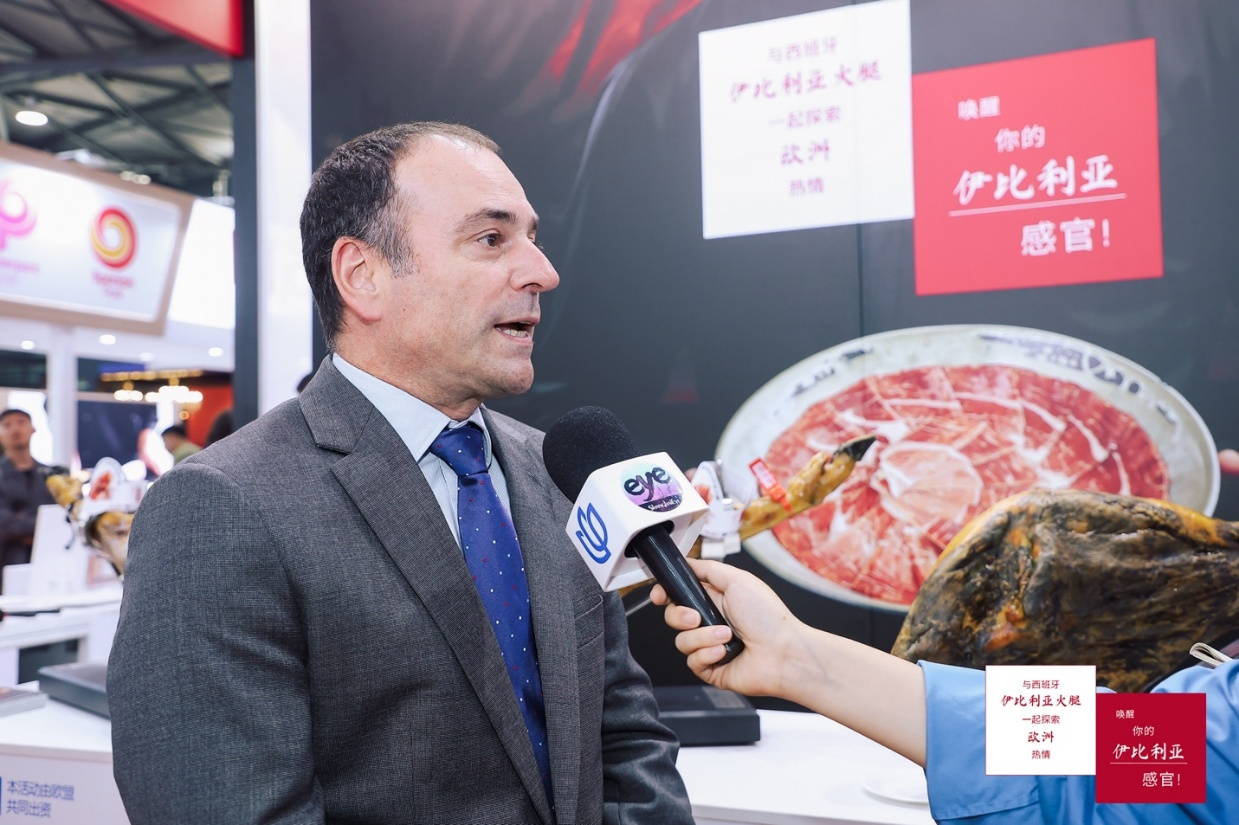 与西班牙
伊比利亚火腿
一起探索
欧洲
热情
唤醒
你的
伊比利亚
感官！
eye
本活动由欧盟
共同出资
与西班牙
伊比利亚火腿
一起探索
欧洲
热情
唤醒
你的
伊比利亚
感官！